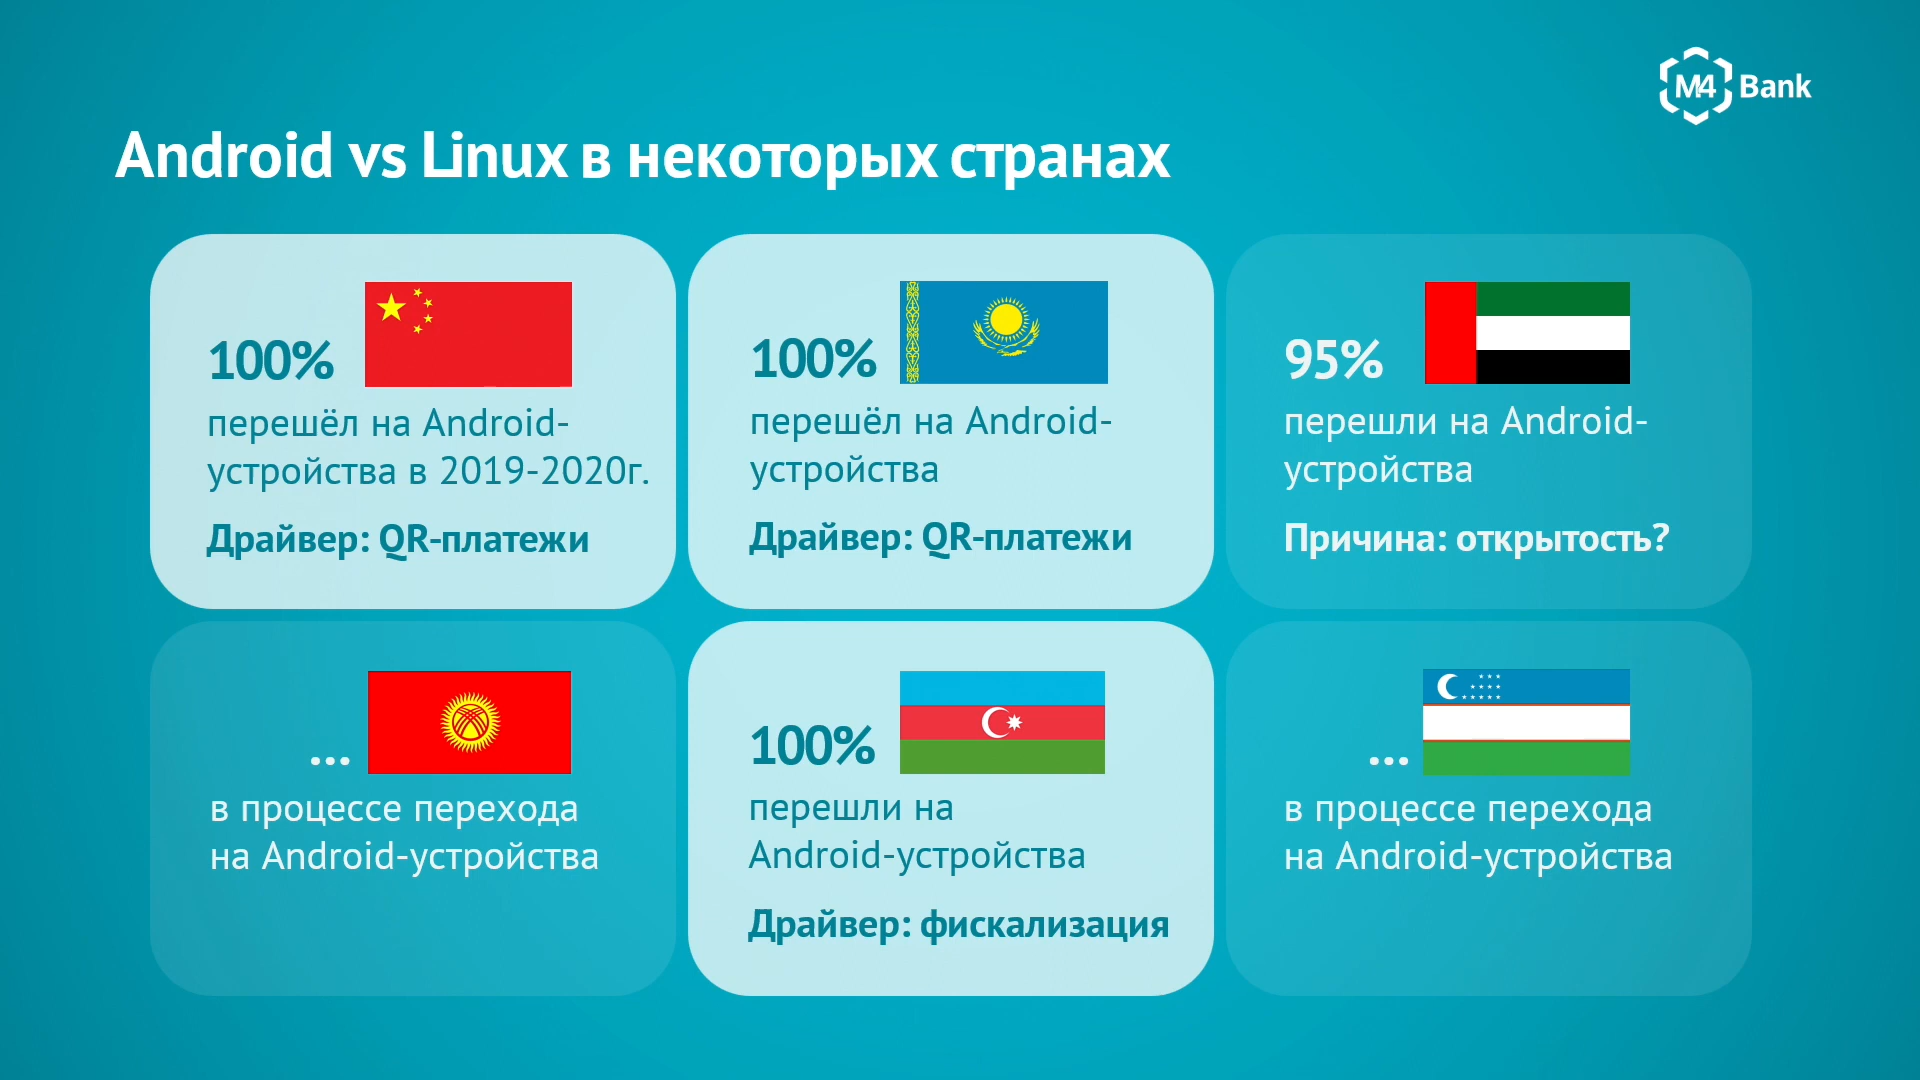 M4 Bank
Android vs Linux в некоторых странах
100%
перешёл на Android-
устройства в 2019-2020г.
Драйвер: QR-платежи
100%
перешёл на Android-
устройства
Драйвер: QR-платежи
95%
перешли на Android-
устройства
Причина: открытость?
...
в процессе перехода
на Android-устройства
100%
перешли на
Android-устройства
Драйвер: фискализация
...
в процессе перехода
на Android-устройства